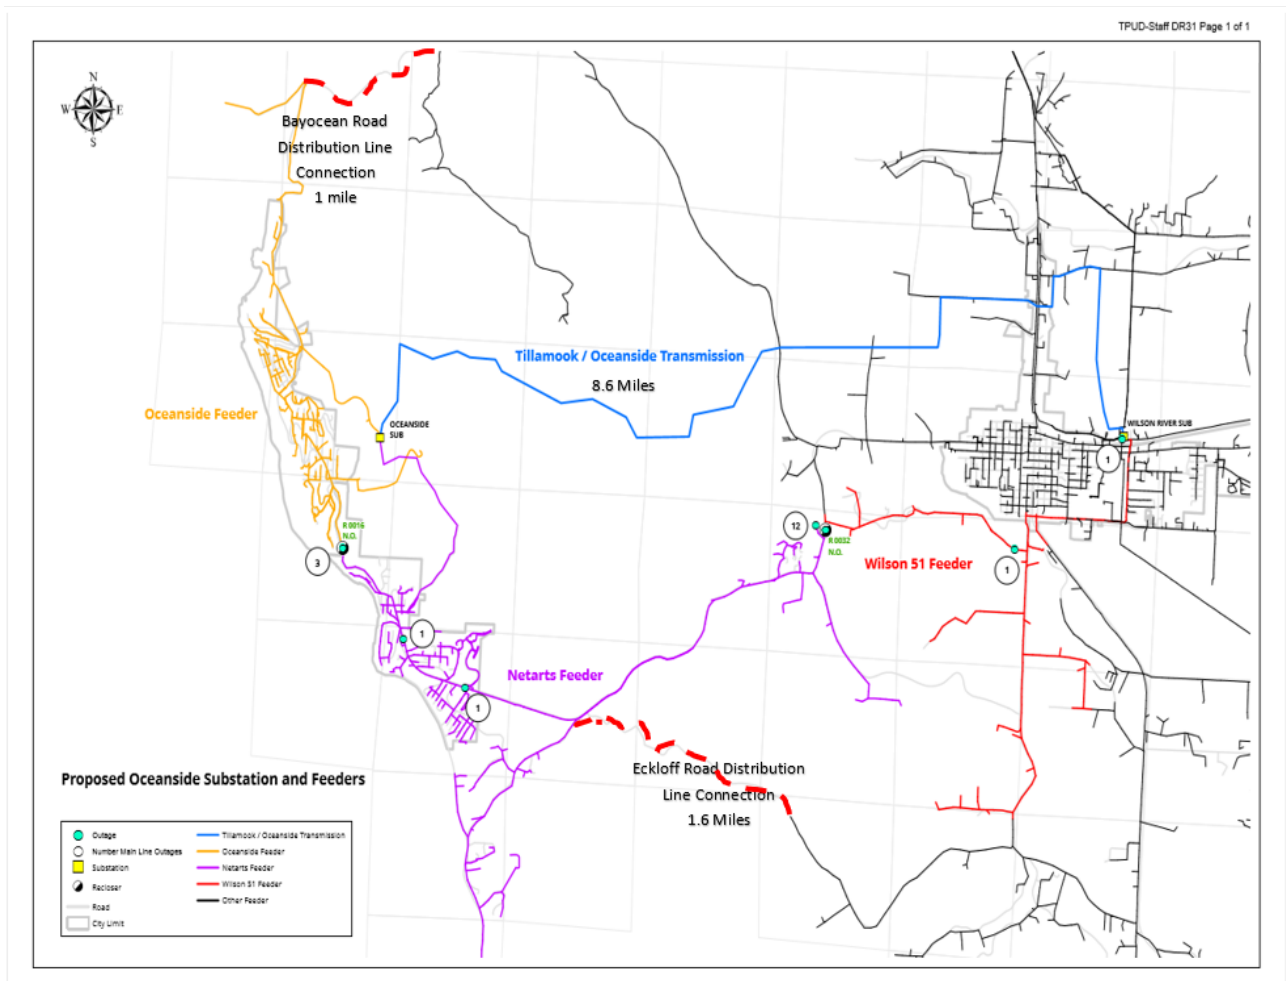 TPUD-Staff DR31 Page 1 of 1
N
W E
S
Bayocean Road
Distribution Line
Connection
1 mile
Tillamook / Oceanside Transmission
8.6 Miles
Oceanside Feeder
OCEANSIDE
SUB
WILSON RIVER SUB
1
R0016
N.O.
3
12
R0032
N.O.
Wilson 51 Feeder
1
1
Netarts Feeder
1
Eckloff Road Distribution
Line Connection
1.6 Miles
Proposed Oceanside Substation and Feeders
Outage
Number Main Line Outages
Substation
Recloser
Road
City Limit
Tillamook / Oceanside Transmission
Oceanside Feeder
Netarts Feeder
Wilson 51 Feeder
Other Feeder